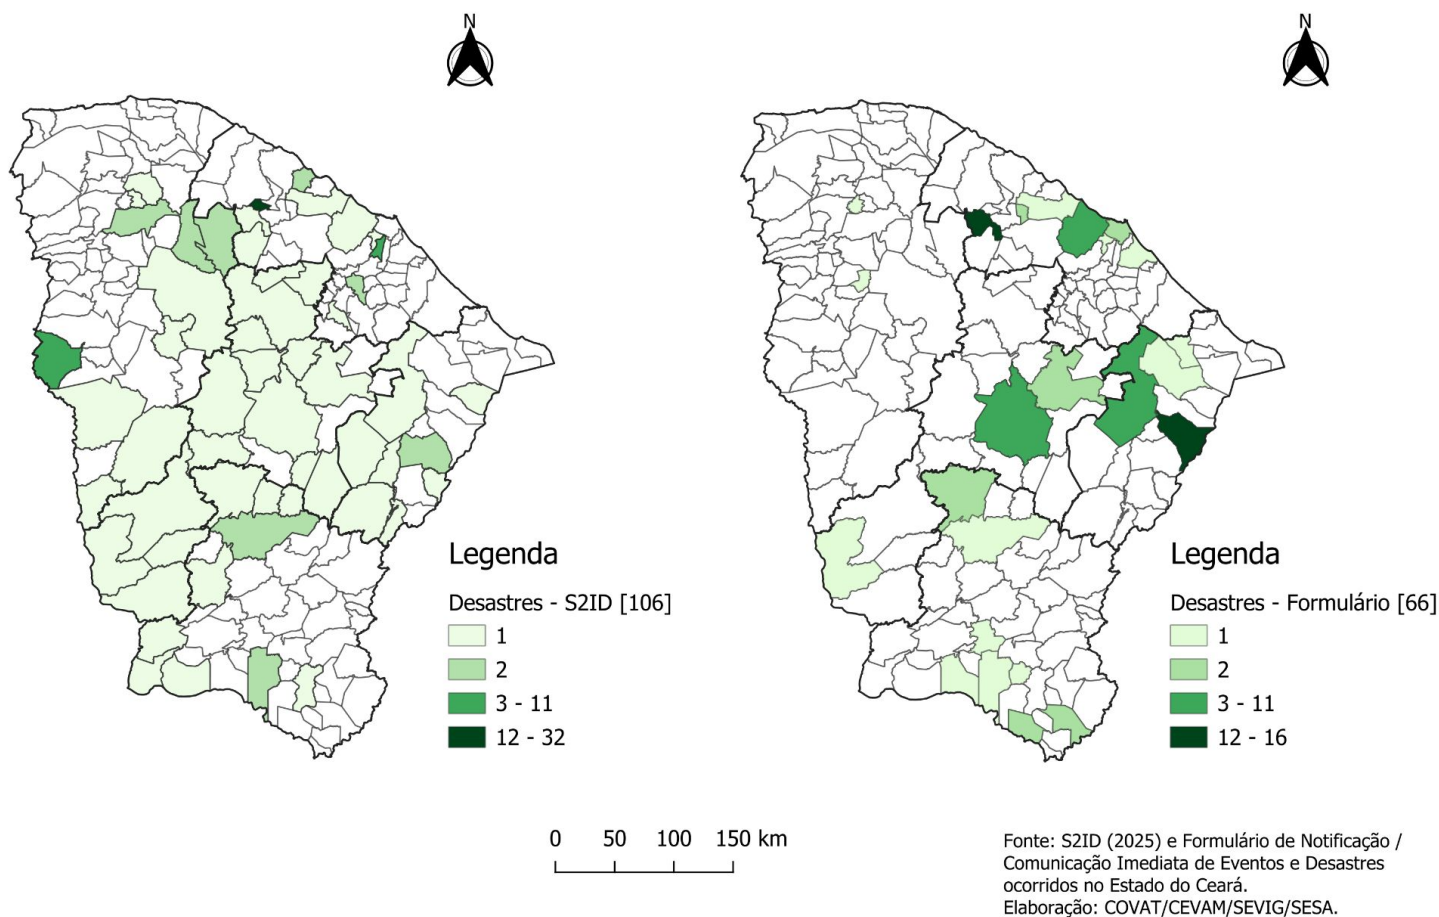 N
N
Legenda
Desastres - S2ID [106]
1
2
3 - 11
12 - 32
Legenda
Desastres - Formulário [66]
1
2
3 - 11
12 - 16
0 50 100 150 km
Fonte: S2ID (2025) e Formulário de Notificação /
Comunicação Imediata de Eventos e Desastres
ocorridos no Estado do Ceará.
Elaboração: COVAT/CEVAM/SEVIG/SESA.